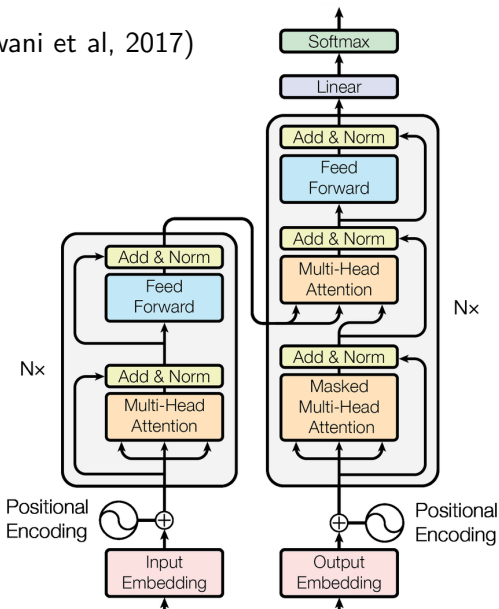 wani et al, 2017)
Softmax
Linear
Add & Norm
Feed
Forward
Add & Norm
Multi-Head
Attention
Add & Norm
Masked
Multi-Head
Attention
N×
Add & Norm
Feed
Forward
Add & Norm
Multi-Head
Attention
N×
Positional
Encoding
Positional
Encoding
Input
Embedding
Output
Embedding